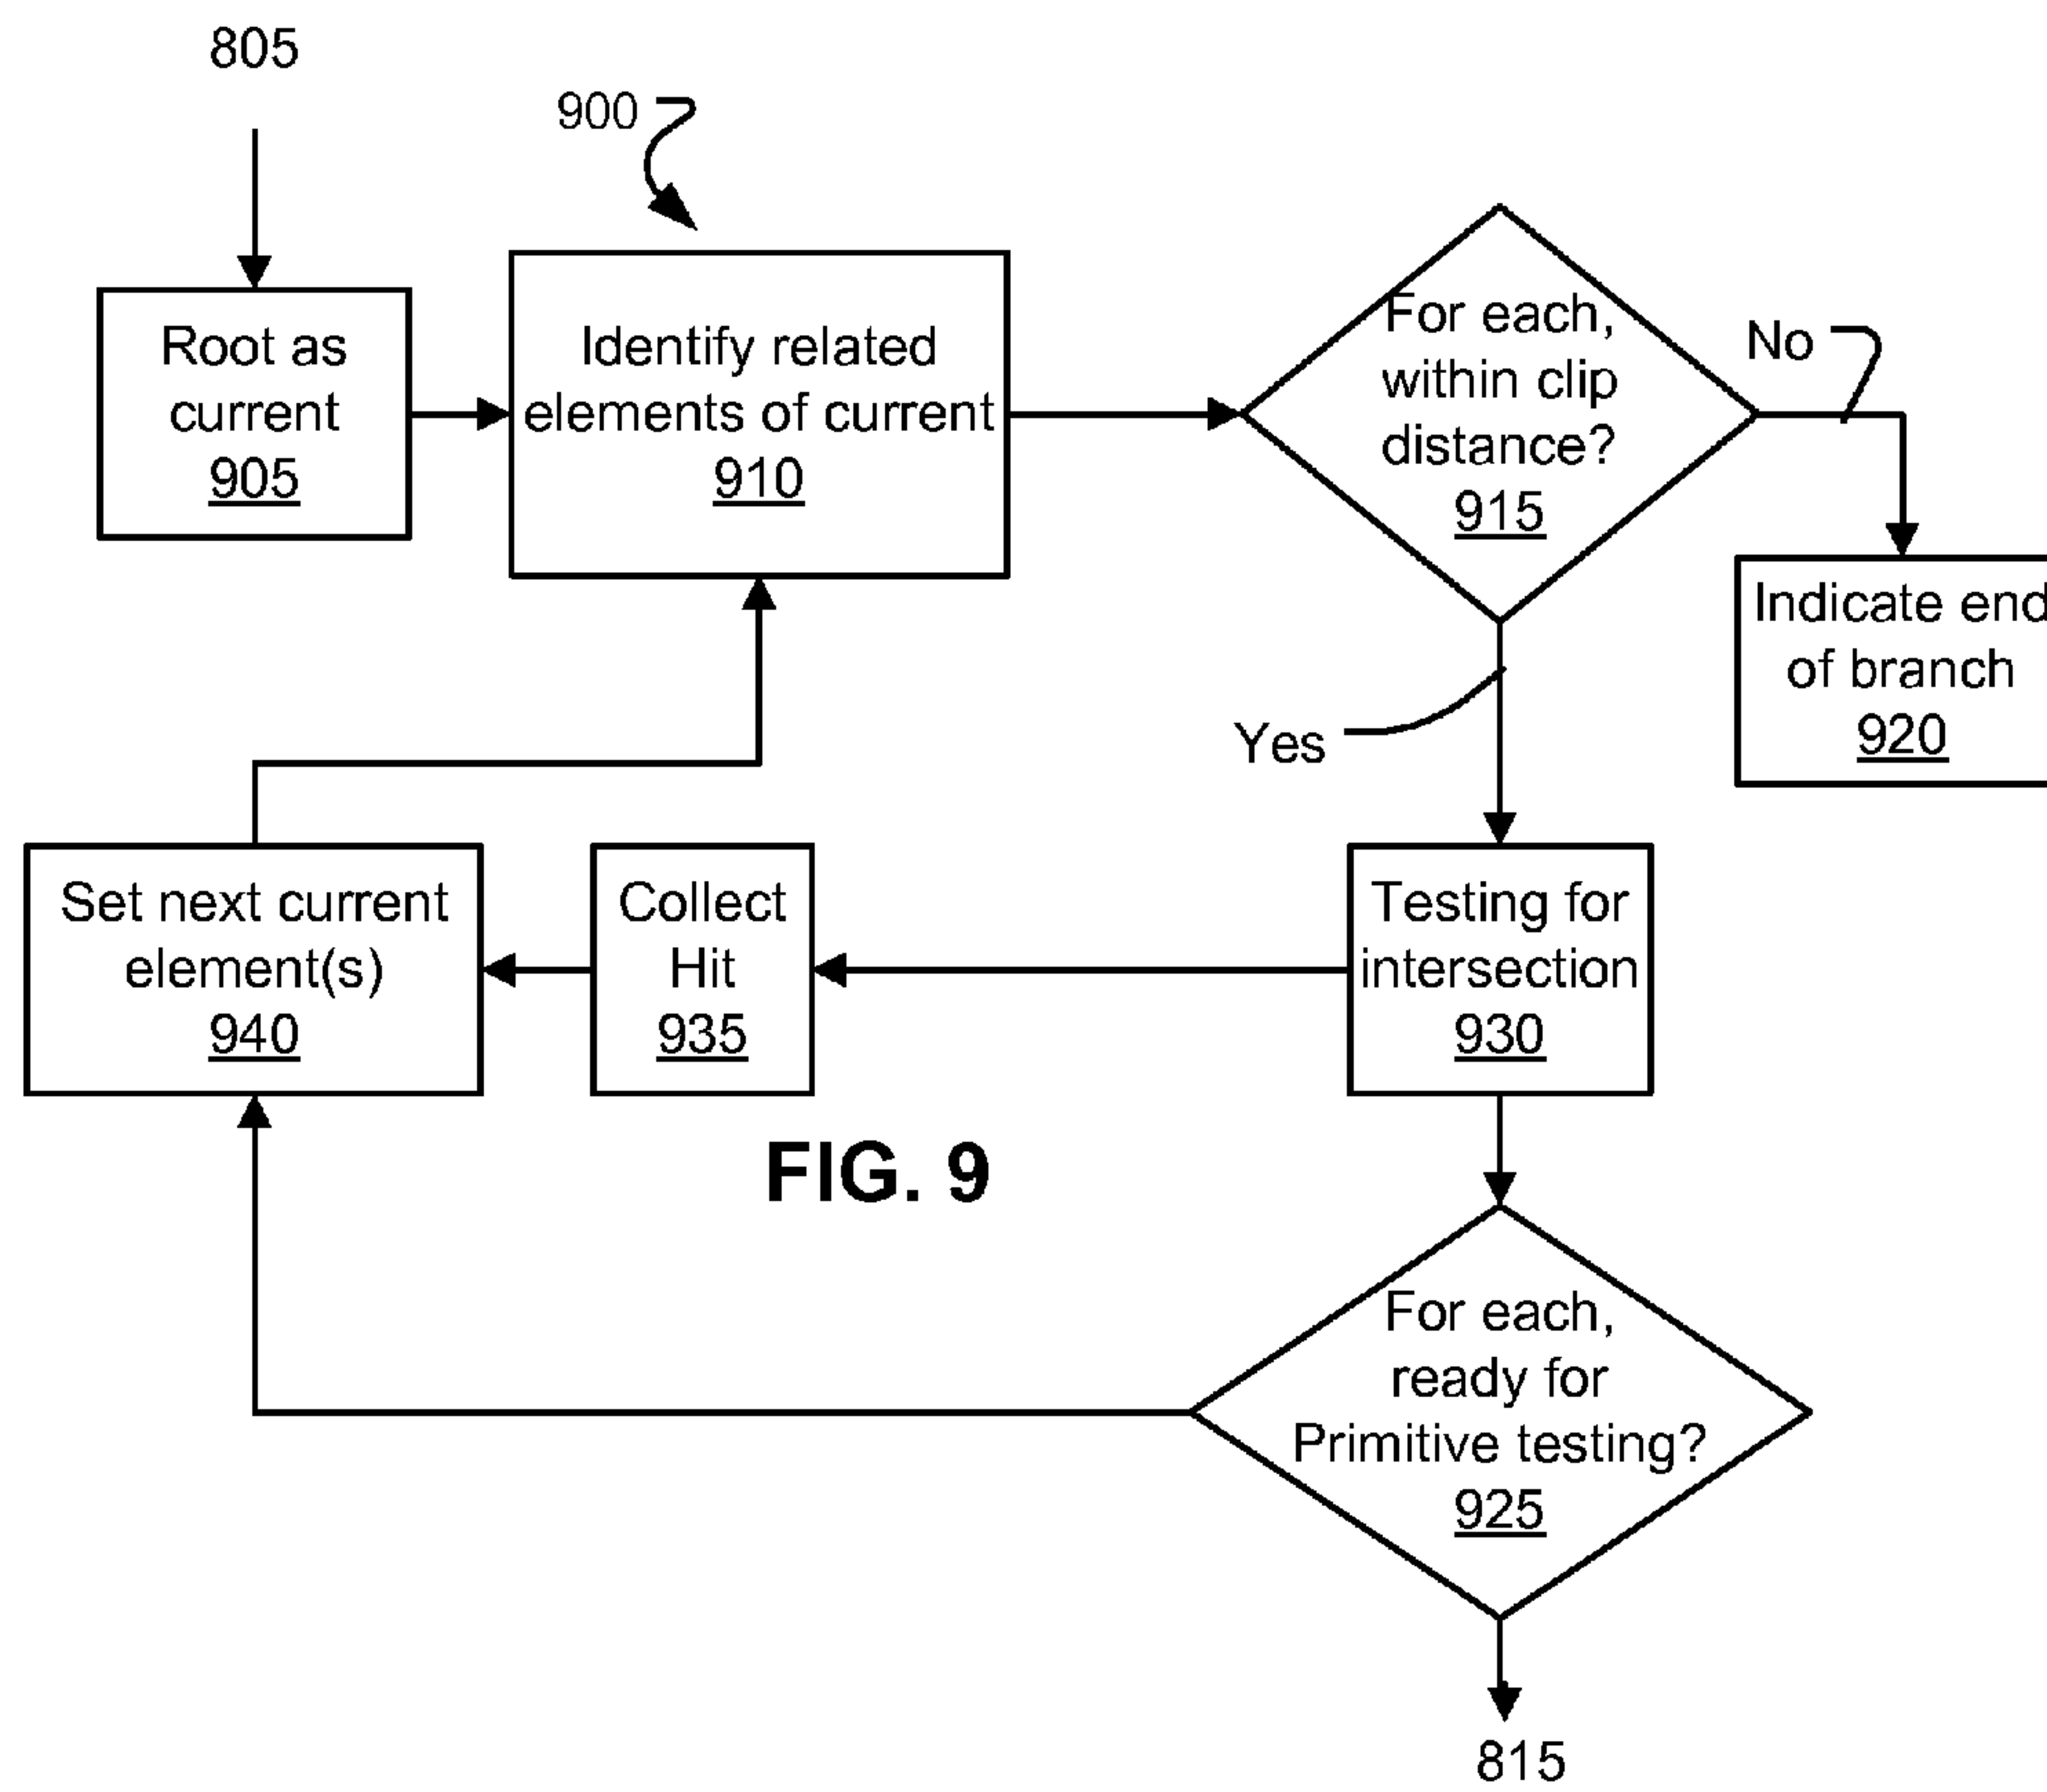 805
900
Root as
current
905
Identify related
elements of current
910
For each,
within clip
distance?
915
No
Indicate end
of branch
920
Yes
Set next current
element(s)
940
Collect
Hit
935
Testing for
intersection
930
FIG. 9
For each,
ready for
Primitive testing?
925
815